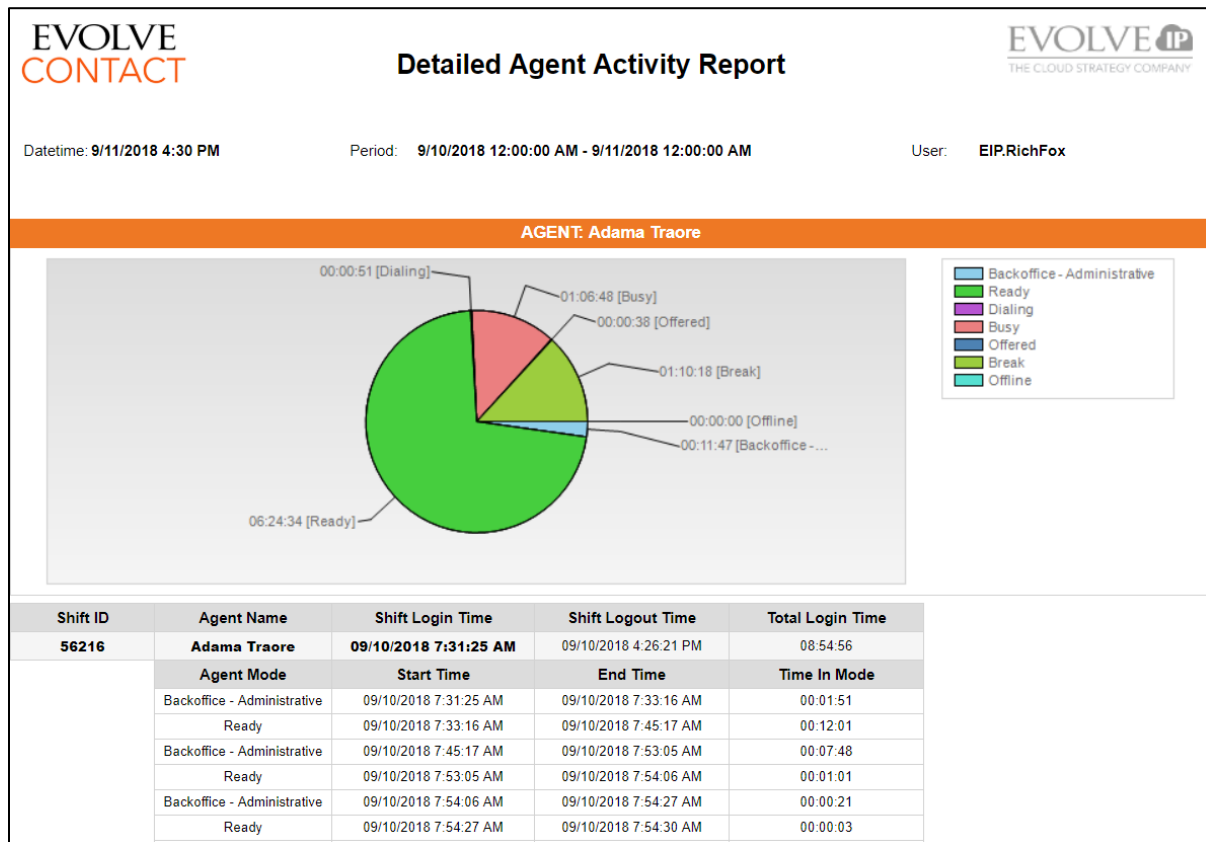 EVOLVE
CONTACT
Detailed Agent Activity Report
EVOLVE IP
THE CLOUD STRATEGY COMPANY
Datetime: 9/11/2018 4:30 PM Period: 9/10/2018 12:00:00 AM - 9/11/2018 12:00:00 AM User: EIP.RichFox
AGENT: Adama Traore
00:00:51 [Dialing]
01:06:48 [Busy]
00:00:38 [Offered]
01:10:18 [Break]
00:00:00 [Offline]
00:11:47 [Backoffice -...
06:24:34 [Ready]
Backoffice - Administrative
Ready
Dialing
Busy
Offered
Break
Offline
Shift ID Agent Name Shift Login Time Shift Logout Time Total Login Time
56216 Adama Traore 09/10/2018 7:31:25 AM 09/10/2018 4:26:21 PM 08:54:56
Agent Mode Start Time End Time Time In Mode
Backoffice - Administrative 09/10/2018 7:31:25 AM 09/10/2018 7:33:16 AM 00:01:51
Ready 09/10/2018 7:33:16 AM 09/10/2018 7:45:17 AM 00:12:01
Backoffice - Administrative 09/10/2018 7:45:17 AM 09/10/2018 7:53:05 AM 00:07:48
Ready 09/10/2018 7:53:05 AM 09/10/2018 7:54:06 AM 00:01:01
Backoffice - Administrative 09/10/2018 7:54:06 AM 09/10/2018 7:54:27 AM 00:00:21
Ready 09/10/2018 7:54:27 AM 09/10/2018 7:54:30 AM 00:00:03